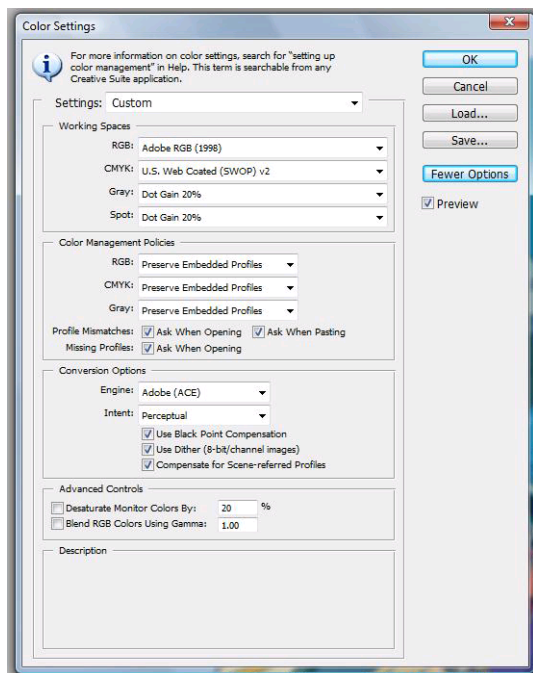 Color Settings
For more information on color settings, search for "setting up
color management" in Help. This term is searchable from any
Creative Suite application.
OK
Cancel
Load...
Save...
Fewer Options
Preview
Settings: Custom
Working Spaces
RGB: Adobe RGB (1998)
CMYK: U.S. Web Coated (SWOP) v2
Gray: Dot Gain 20%
Spot: Dot Gain 20%
Color Management Policies
RGB: Preserve Embedded Profiles
CMYK: Preserve Embedded Profiles
Gray: Preserve Embedded Profiles
Profile Mismatches: Ask When Opening Ask When Pasting
Missing Profiles: Ask When Opening
Conversion Options
Engine: Adobe (ACE)
Intent: Perceptual
Use Black Point Compensation
Use Dither (8-bit/channel images)
Compensate for Scene-referred Profiles
Advanced Controls
Desaturate Monitor Colors By: 20 %
Blend RGB Colors Using Gamma: 1.00
Description